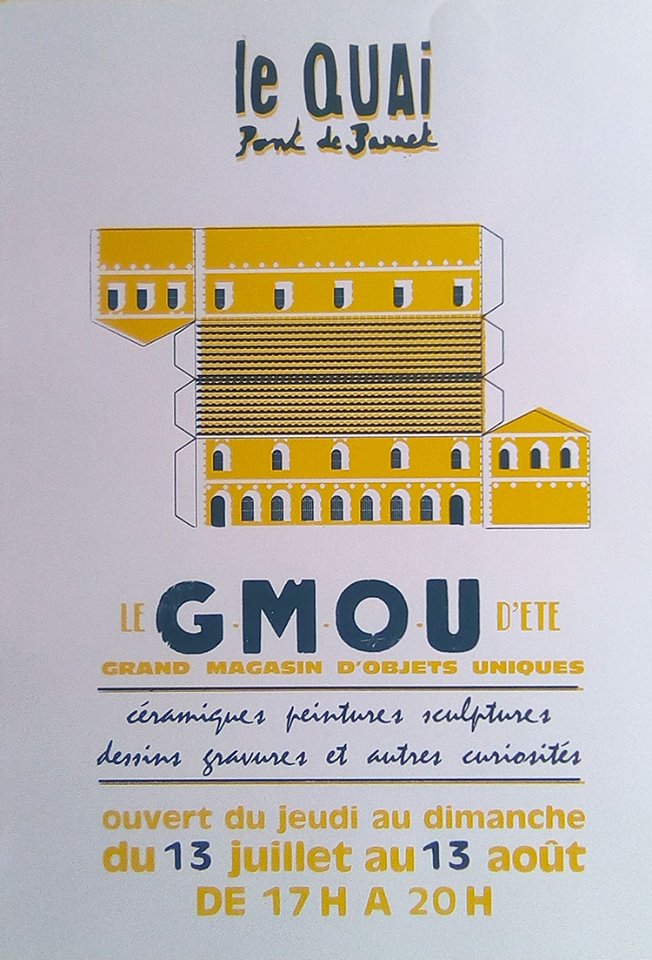 le QUAi
Pont de Barret
LE G.M.O.U D'ETE
GRAND MAGASIN D'OBJETS UNIQUES
céramiques peintures sculptures
dessins gravures et autres curiosités
ouvert du jeudi au dimanche
du 13 juillet au 13 août
DE 17H A 20H